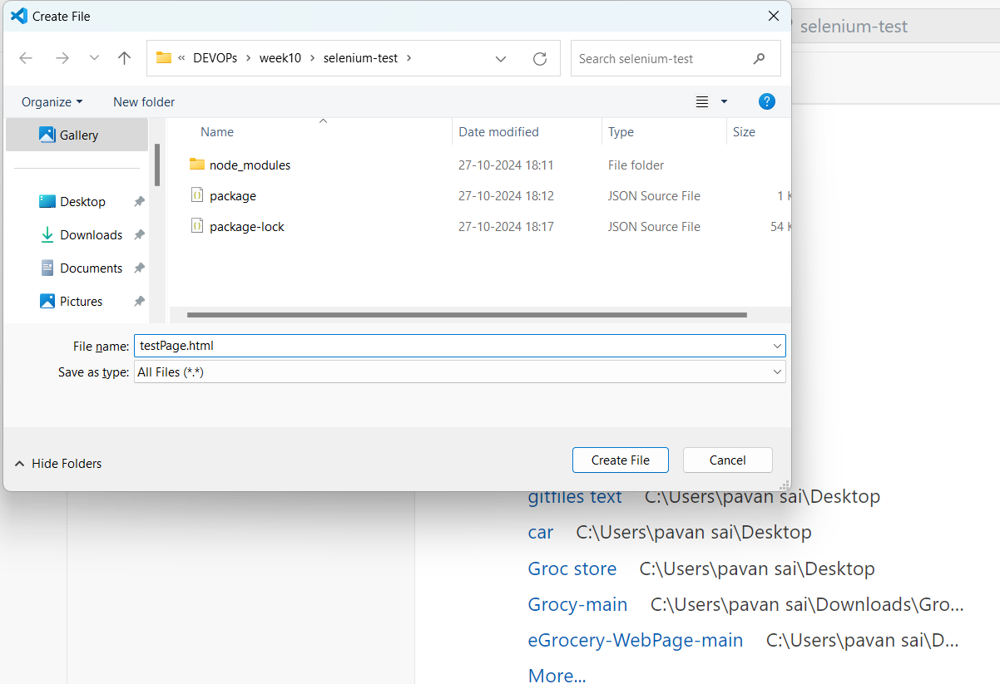 Create File
selenium-test
« DEVOPs > week10 > selenium-test >
Search selenium-test
Organize
New folder
?
Gallery
Name
Date modified
Type
Size
node_modules
27-10-2024 18:11
File folder
package
27-10-2024 18:12
JSON Source File
1 K
package-lock
27-10-2024 18:17
JSON Source File
54 K
Desktop
Downloads
Documents
Pictures
File name: testPage.html
Save as type: All Files (*.*)
Hide Folders
Create File
Cancel
gitfiles text C:\Users\pavan sai\Desktop
car C:\Users\pavan sai\Desktop
Groc store C:\Users\pavan sai\Desktop
Grocy-main C:\Users\pavan sai\Downloads\Gro...
eGrocery-WebPage-main C:\Users\pavan sai\D...
More...